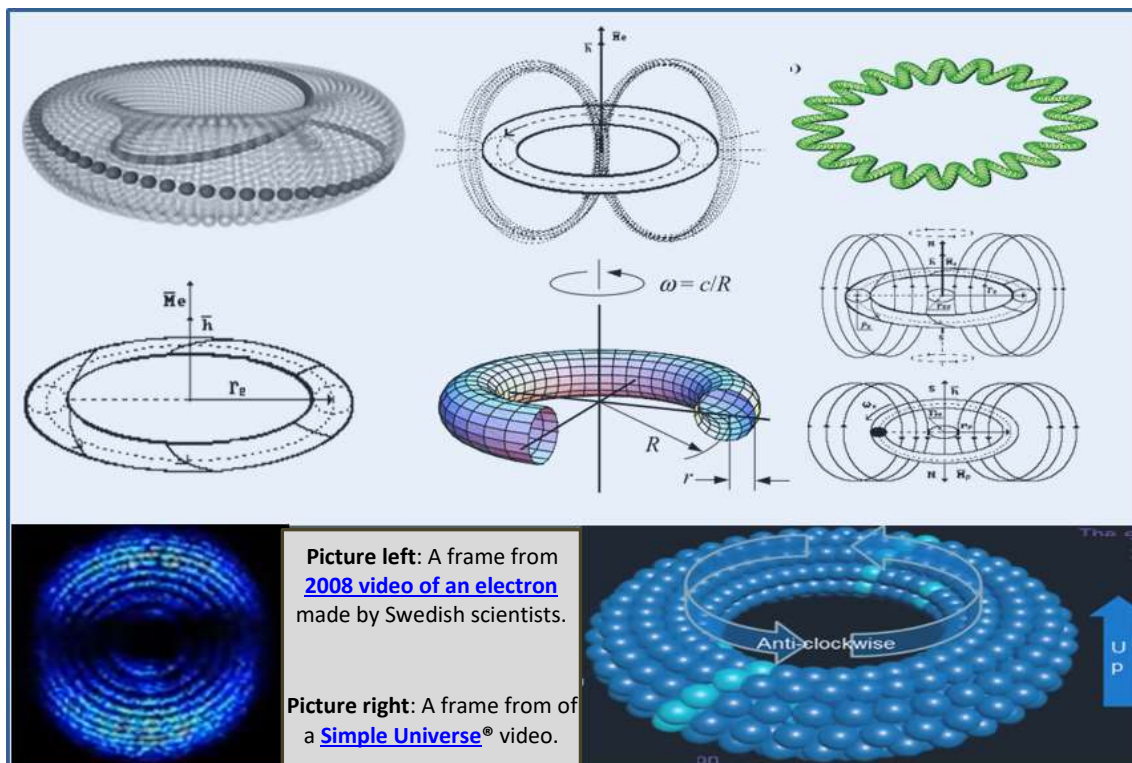 M̄e
h̄
ω = c/R
M̄e
h̄
r
R
r
N
h̄
S
S
h̄
N
M̄p
Picture left: A frame from
2008 video of an electron
made by Swedish scientists.
Picture right: A frame from of
a Simple Universe® video.
Anti-clockwise
U
p
on